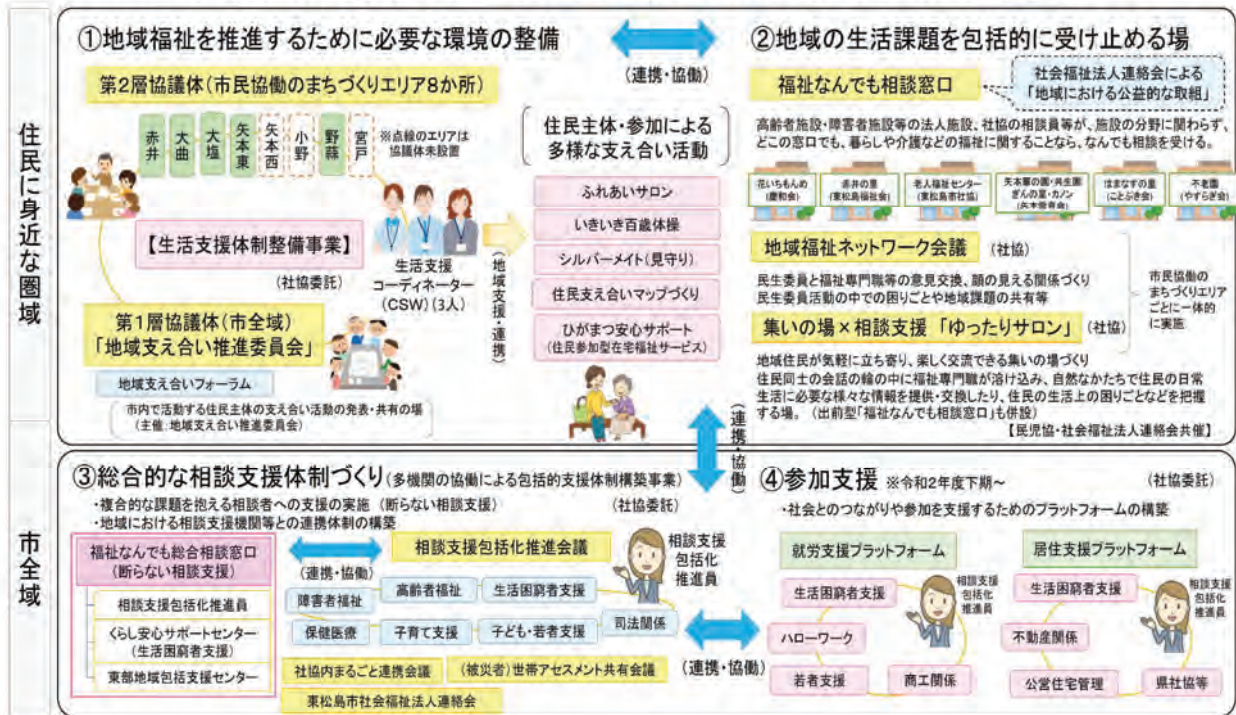 住民に身近な圏域
①地域福祉を推進するために必要な環境の整備
第2層協議体(市民協働のまちづくりエリア8か所)
赤井
大曲
大塩
矢本東
矢本西
小野
野蒜
宮戸
※点線のエリアは
協議体未設置
【生活支援体制整備事業】
(社協委託)
生活支援
コーディネーター
(CSW)(3人)
第1層協議体(市全域)
「地域支え合い推進委員会」
地域支え合いフォーラム
市内で活動する住民主体の支え合い活動の発表・共有の場
(主催:地域支え合い推進委員会)
(地域支援・連携)
住民主体・参加による
多様な支え合い活動
ふれあいサロン
いきいき百歳体操
シルバーメイト(見守り)
住民支え合いマップづくり
ひがまつ安心サポート
(住民参加型在宅福祉サービス)
(連携・協働)
②地域の生活課題を包括的に受け止める場
福祉なんでも相談窓口
社会福祉法人連絡会による
「地域における公益的な取組」
高齢者施設・障害者施設等の法人施設、社協の相談員等が、施設の分野に関わらず、
どこの窓口でも、暮らしや介護などの福祉に関することなら、なんでも相談を受ける。
花いちもんめ
(慶和会)
赤井の里
(東松島福祉会)
老人福祉センター
(東松島市社協)
矢本華の園・共生園
ぎんの里・カノン
(矢本愛育会)
はまなすの里
(ことぶき会)
不老園
(やすらぎ会)
地域福祉ネットワーク会議
(社協)
民生委員と福祉専門職等の意見交換、顔の見える関係づくり
民生委員活動の中での困りごとや地域課題の共有等
集いの場×相談支援 「ゆったりサロン」
(社協)
市民協働の
まちづくりエリア
ごとに一体的
に実施
地域住民が気軽に立ち寄り、楽しく交流できる集いの場づくり
住民同士の会話の輪の中に福祉専門職が溶け込み、自然なかたちで住民の日常
生活に必要な様々な情報を提供・交換したり、住民の生活上の困りごとなどを把握
する場。 (出前型「福祉なんでも相談窓口」も併設)
【民児協・社会福祉法人連絡会共催】
(連携・協働)
市全域
③総合的な相談支援体制づくり(多機関の協働による包括的支援体制構築事業)
・複合的な課題を抱える相談者への支援の実施 (断らない相談支援)
(社協委託)
・地域における相談支援機関等との連携体制の構築
福祉なんでも総合相談窓口
(断らない相談支援)
相談支援包括化推進員
くらし安心サポートセンター
(生活困窮者支援)
東部地域包括支援センター
(連携・協働)
相談支援包括化推進会議
相談支援
包括化
推進員
障害者福祉
高齢者福祉
生活困窮者支援
保健医療
子育て支援
子ども・若者支援
司法関係
社協内まるごと連携会議
(被災者)世帯アセスメント共有会議
東松島市社会福祉法人連絡会
(連携・協働)
④参加支援 ※令和2年度下期~
(社協委託)
・社会とのつながりや参加を支援するためのプラットフォームの構築
就労支援プラットフォーム
生活困窮者支援
相談支援
包括化
推進員
ハローワーク
若者支援
商工関係
居住支援プラットフォーム
生活困窮者支援
相談支援
包括化
推進員
不動産関係
公営住宅管理
県社協等